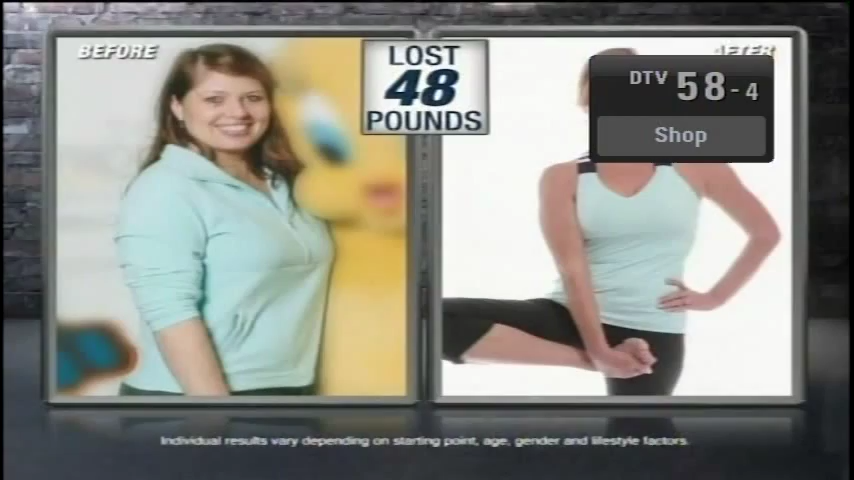 BEFORE
LOST
48
POUNDS
AFTER
DTV 58-4
Shop
Individual results vary depending on starting point, age, gender and lifestyle factors.